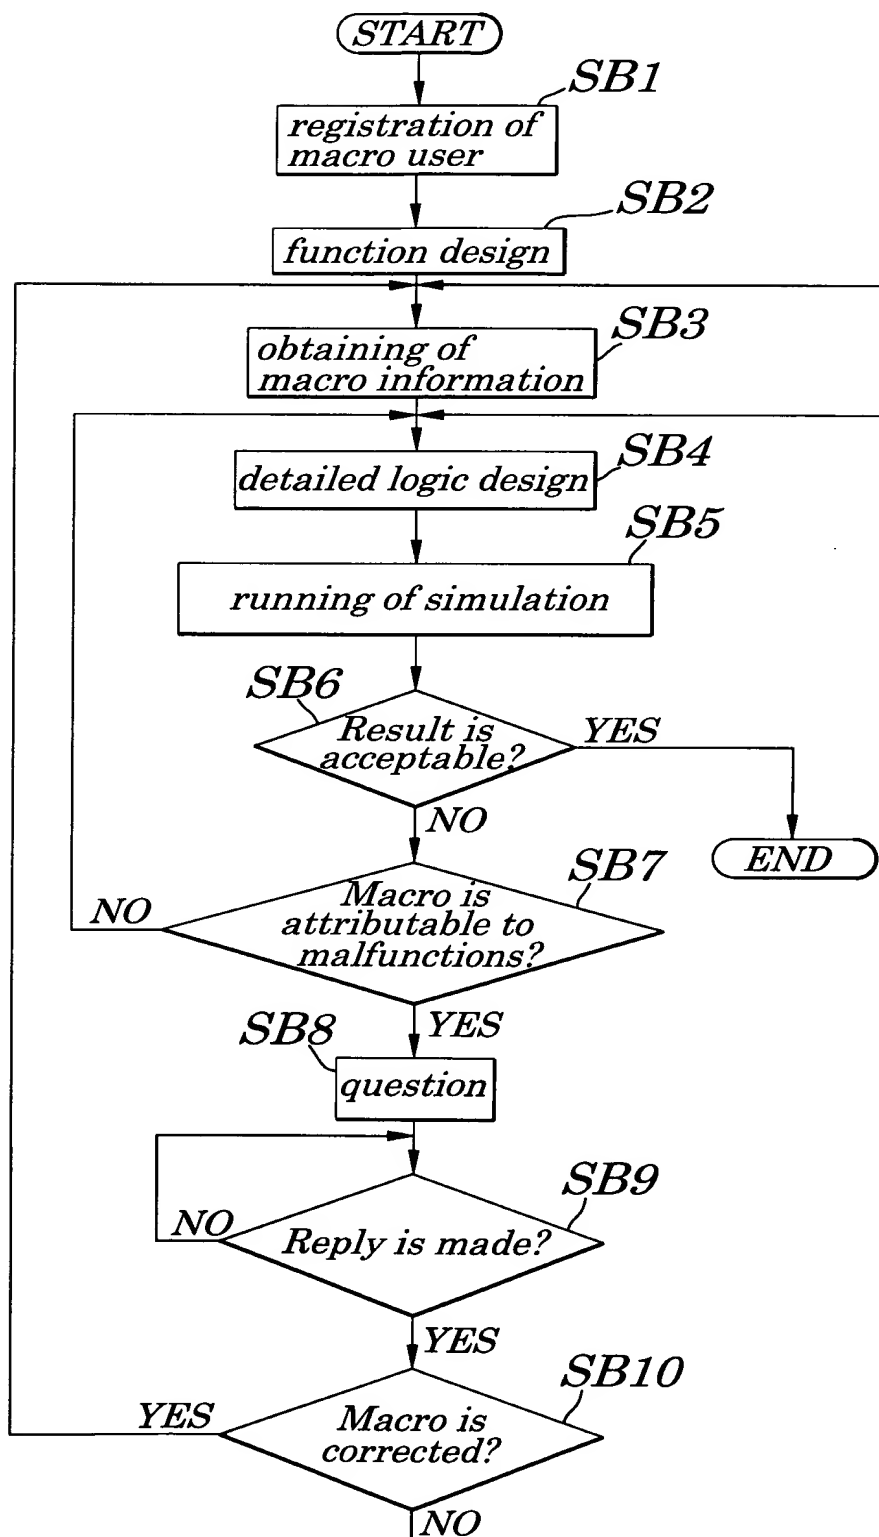 START
SB1
registration of
macro user
SB2
function design
SB3
obtaining of
macro information
SB4
detailed logic design
SB5
running of simulation
SB6
Result is
acceptable?
YES
NO
END
SB7
Macro is
attributable to
malfunctions?
NO
YES
SB8
question
SB9
NO
Reply is made?
YES
SB10
YES
Macro is
corrected?
NO